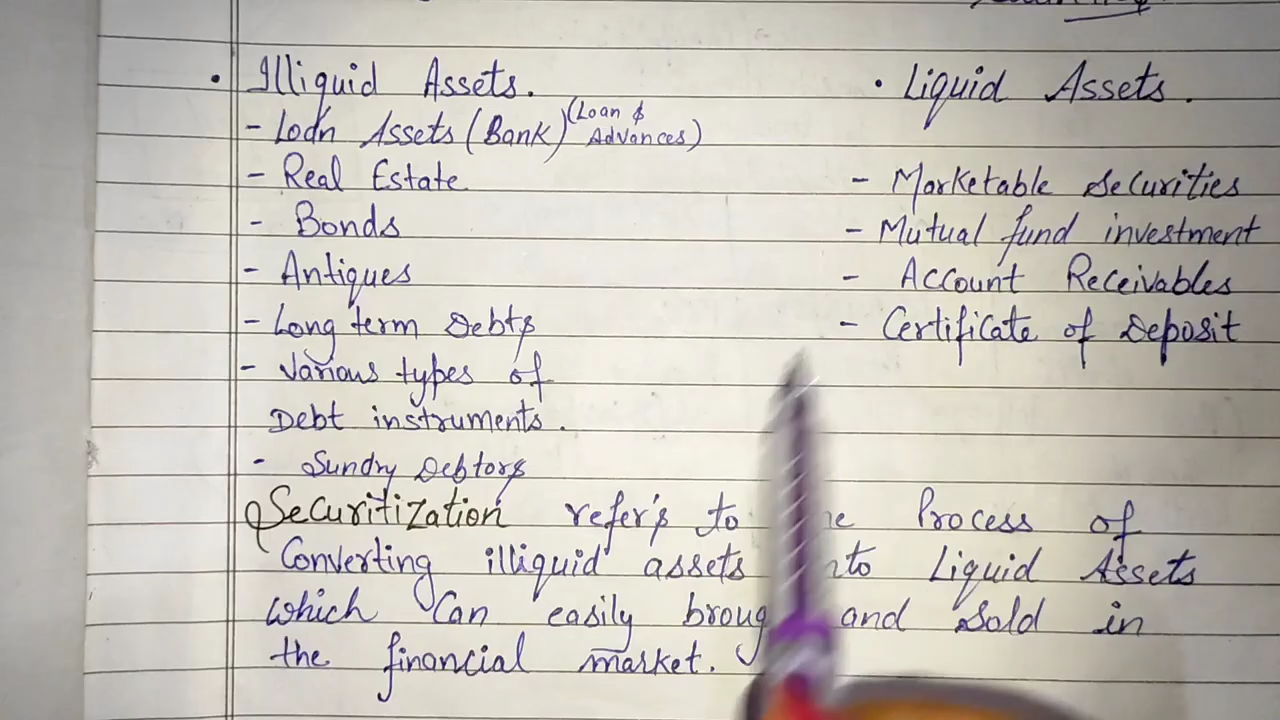 • Illiquid Assets.
• Liquid Assets.
- Loan Assets (Bank) (Loan & Advances)
- Real Estate
- Marketable Securities
- Bonds
- Mutual fund investment
- Antiques
- Account Receivables
- Long term Debts
- Certificate of Deposit
- Various types of
Debt instruments.
- Sundry Debtors
Securitization refer's to of Process of
Converting illiquid assets Liquid Assets
which Can easily and Sold in
the financial market.